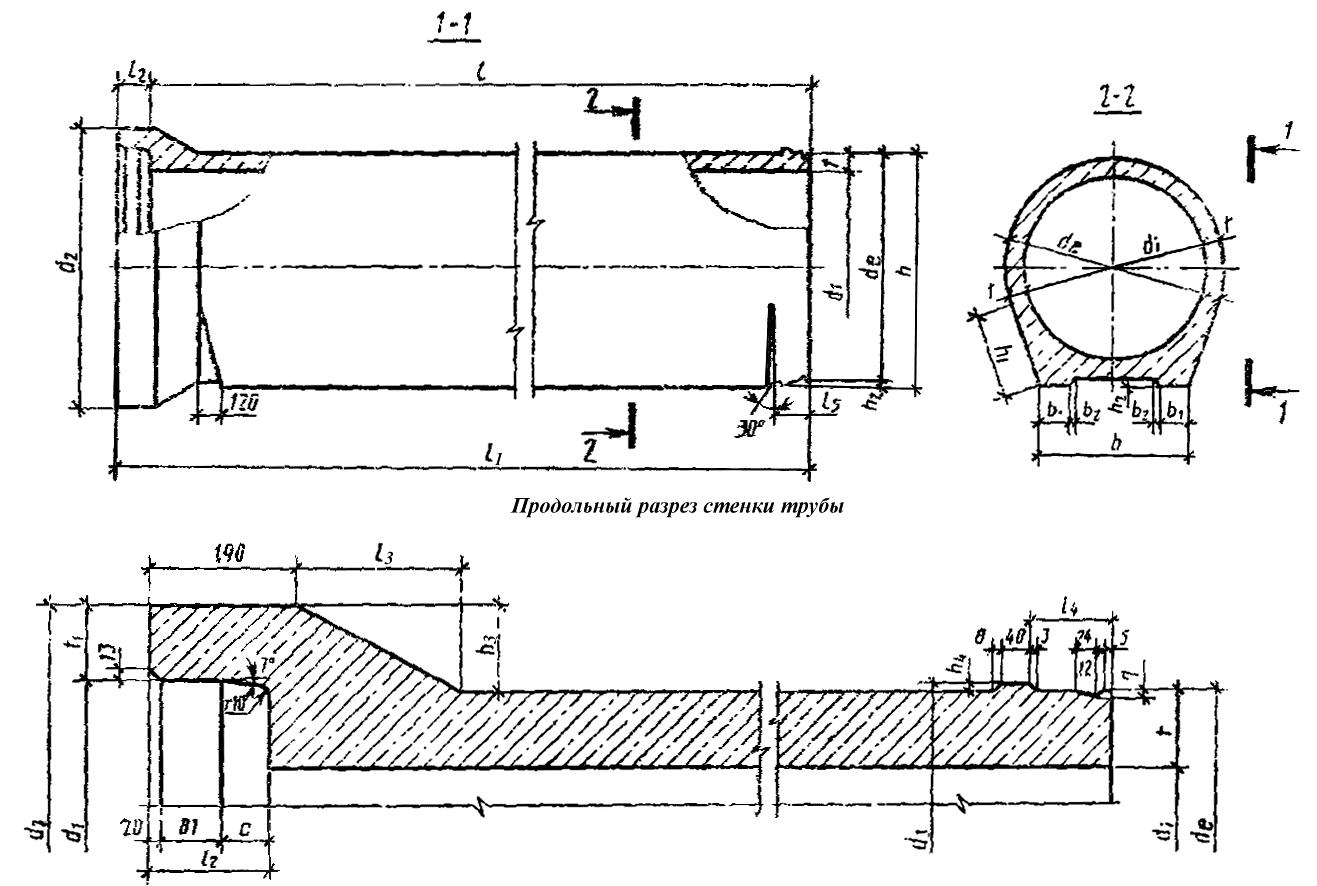 1-1
l₂
l
2
2-2
1
d₂
t
dᵢ
dₑ
h
dₑ
dᵢ
t
t
h₁
120
h₂
30°
l₅
2
b₁
b₂
h₂
b₂
b₁
1
b
l₁
Продольный разрез стенки трубы
190
l₃
l₄
8
40
3
24
5
t₁
13
h₃
h₄
12
7
7°
r10
t
d₂
d₁
20
81
c
d₁
dᵢ
dₑ
l₂